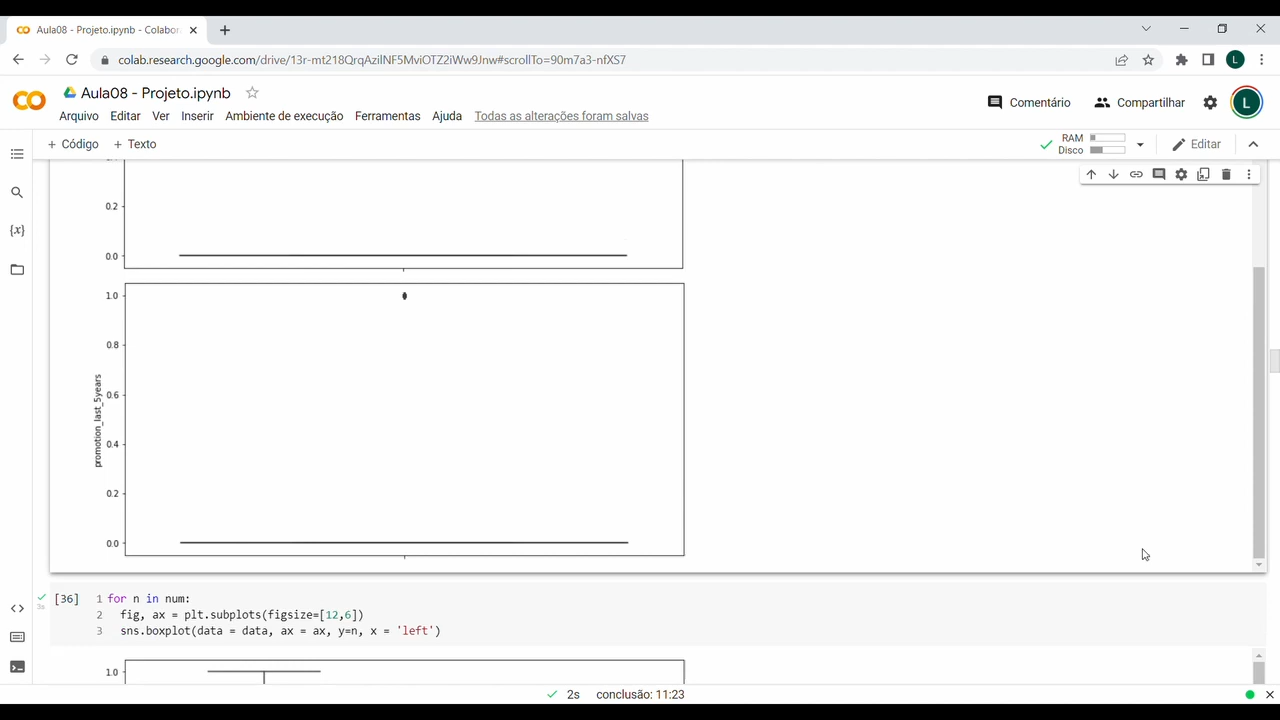 Aula08 - Projeto.ipynb - Colabor
colab.research.google.com/drive/13r-mt218QrqAzilNF5MviOTZ2iWw9Jnw#scrollTo=90m7a3-nfXS7
L
Aula08 - Projeto.ipynb
Comentário
Compartilhar
L
Arquivo Editar Ver Inserir Ambiente de execução Ferramentas Ajuda Todas as alterações foram salvas
+ Código + Texto
RAM
Disco
Editar
{x}
0.2
0.0
1.0
0.8
0.6
0.4
0.2
0.0
promotion_last_5years
[36]
3s
1 for n in num:
2 fig, ax = plt.subplots(figsize=[12,6])
3 sns.boxplot(data = data, ax = ax, y=n, x = 'left')
1.0
2s conclusão: 11:23